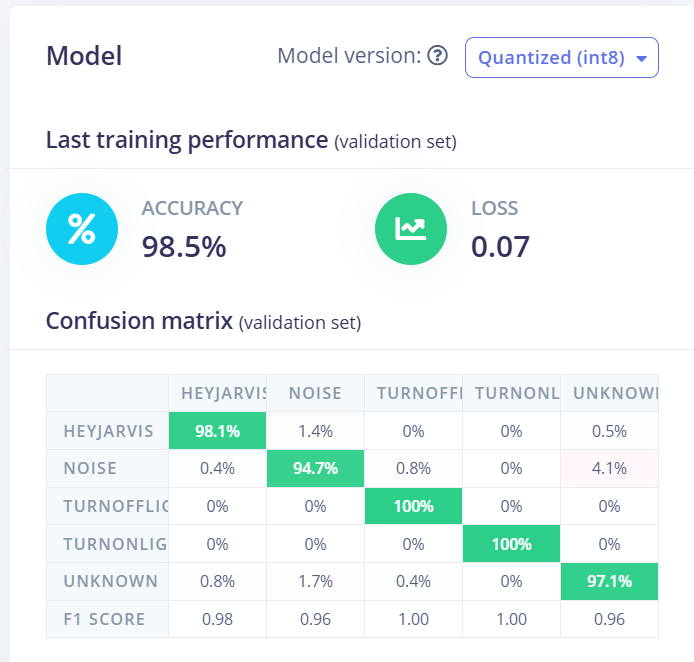 Model
Model version: ? Quantized (int8)
Last training performance (validation set)
% ACCURACY
98.5%
LOSS
0.07
Confusion matrix (validation set)
HEYJARVIS NOISE TURNOFFI TURNONL UNKNOWI
HEYJARVIS 98.1% 1.4% 0% 0% 0.5%
NOISE 0.4% 94.7% 0.8% 0% 4.1%
TURNOFFLIG 0% 0% 100% 0% 0%
TURNONLIG 0% 0% 0% 100% 0%
UNKNOWN 0.8% 1.7% 0.4% 0% 97.1%
F1 SCORE 0.98 0.96 1.00 1.00 0.96